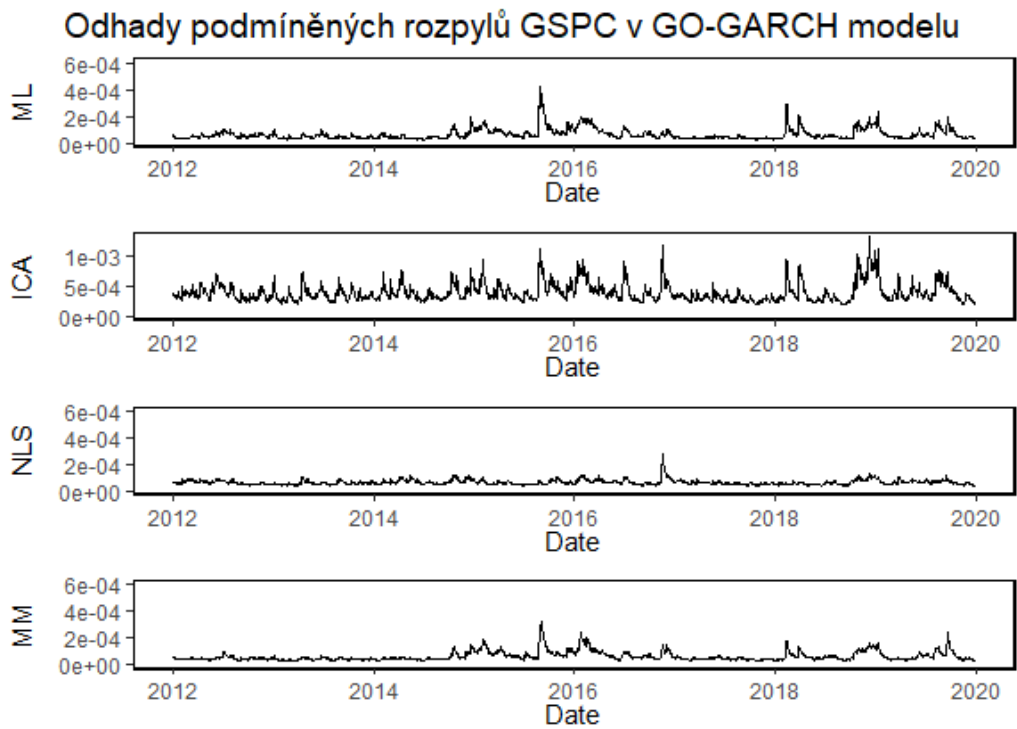 Odhady podmíněných rozpylů GSPC v GO-GARCH modelu
ML
6e-04
4e-04
2e-04
0e+00
2012 2014 2016 2018 2020
Date
ICA
1e-03
5e-04
0e+00
2012 2014 2016 2018 2020
Date
NLS
6e-04
4e-04
2e-04
0e+00
2012 2014 2016 2018 2020
Date
MM
6e-04
4e-04
2e-04
0e+00
2012 2014 2016 2018 2020
Date